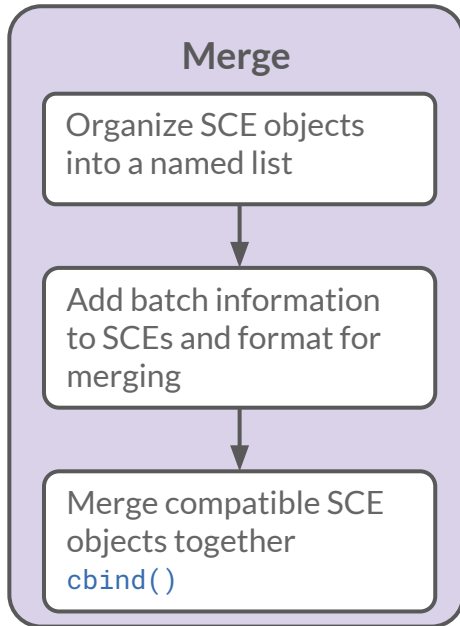 Merge
Organize SCE objects
into a named list
Add batch information
to SCEs and format for
merging
Merge compatible SCE
objects together
cbind()